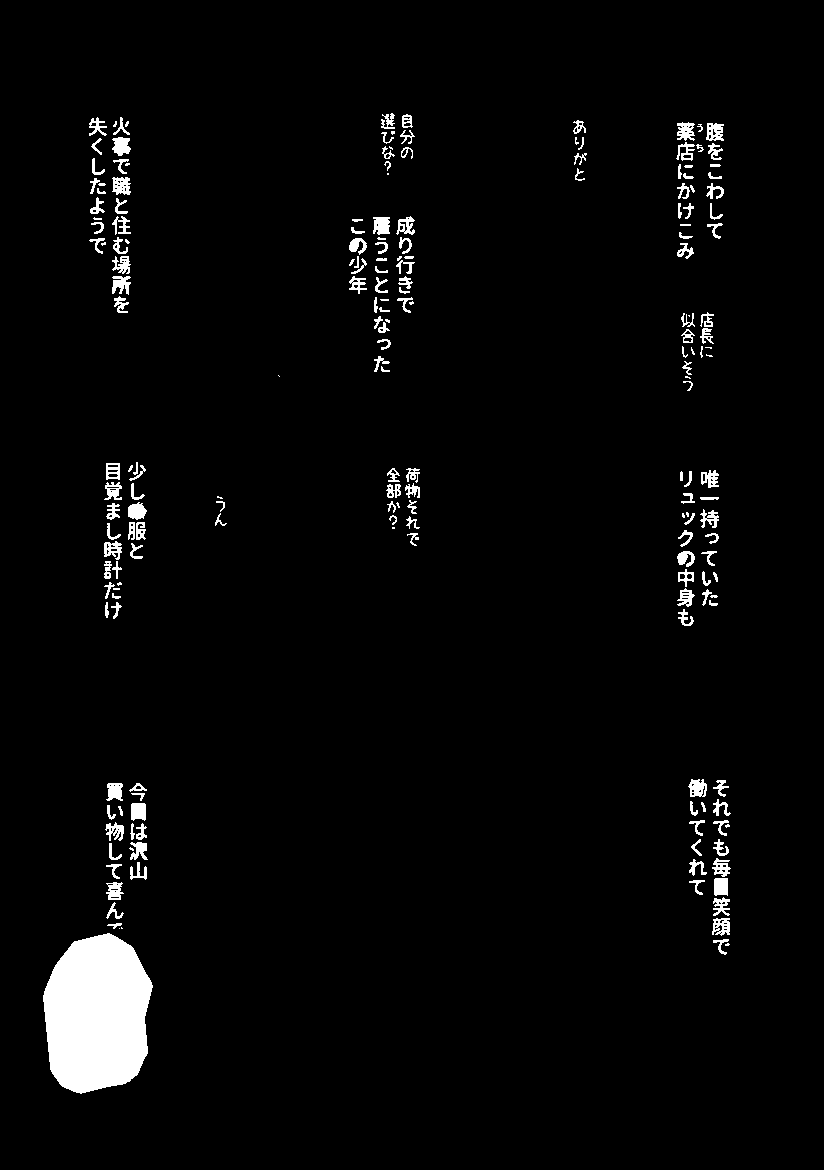 腹をこわして
薬店にかけこみ
うち
ありがと
自分の
選びな？
成り行きで
雇うことになった
この少年
火事で職と住む場所を
失くしたようで
店長に
似合いそう
唯一持っていた
リュックの中身も
荷物それで
全部か？
うん
少しの服と
目覚まし時計だけ
それでも毎日笑顔で
働いてくれて
今日は沢山
買い物して喜んで